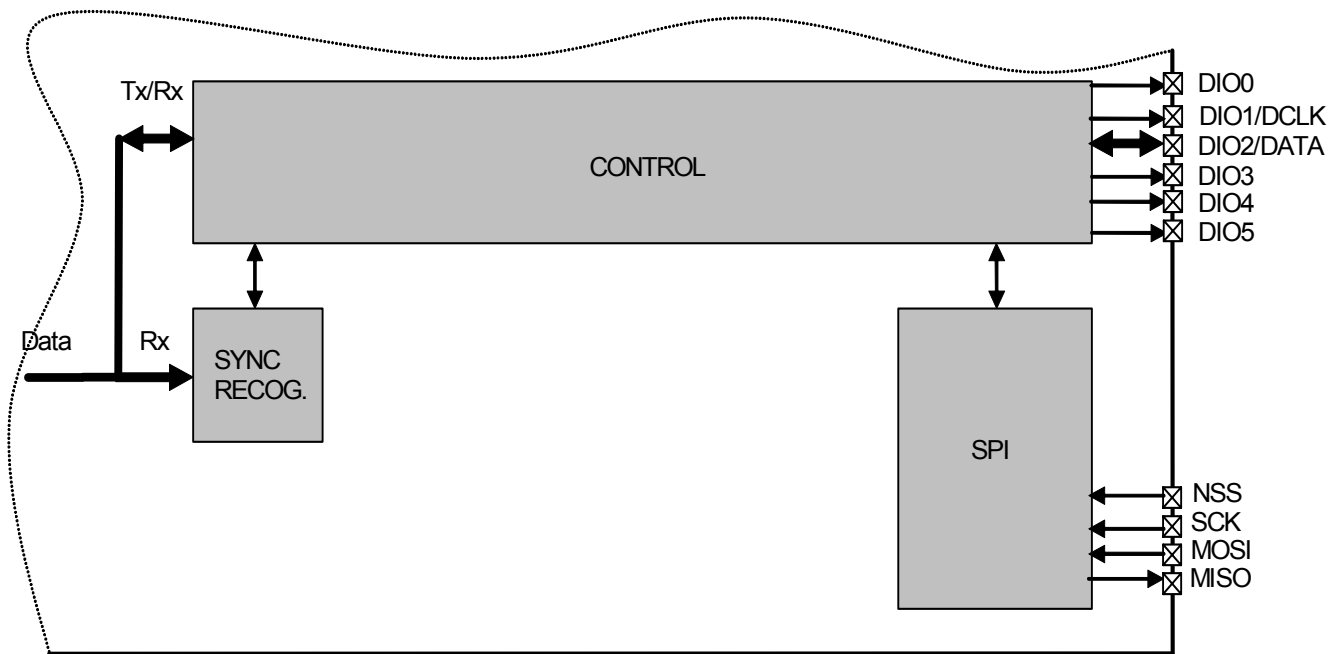 Tx/Rx
CONTROL
DIO0
DIO1/DCLK
DIO2/DATA
DIO3
DIO4
DIO5
Data
Rx
SYNC
RECOG.
SPI
NSS
SCK
MOSI
MISO